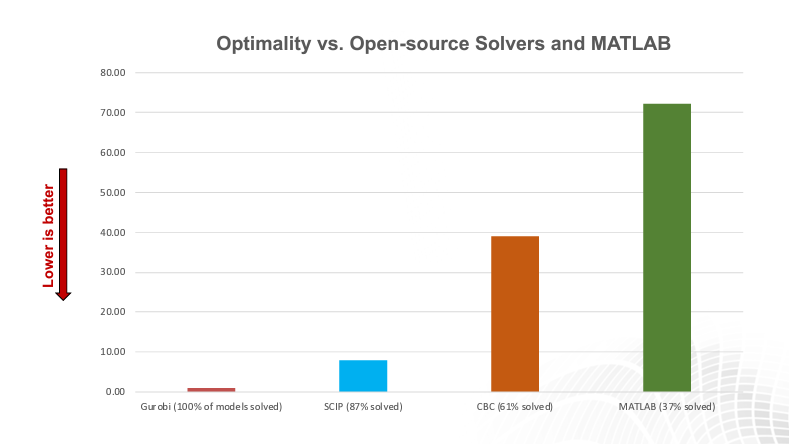 Optimality vs. Open-source Solvers and MATLAB
80.00
70.00
60.00
50.00
40.00
30.00
20.00
10.00
0.00
Lower is better
Gurobi (100% of models solved)
SCIP (87% solved)
CBC (61% solved)
MATLAB (37% solved)